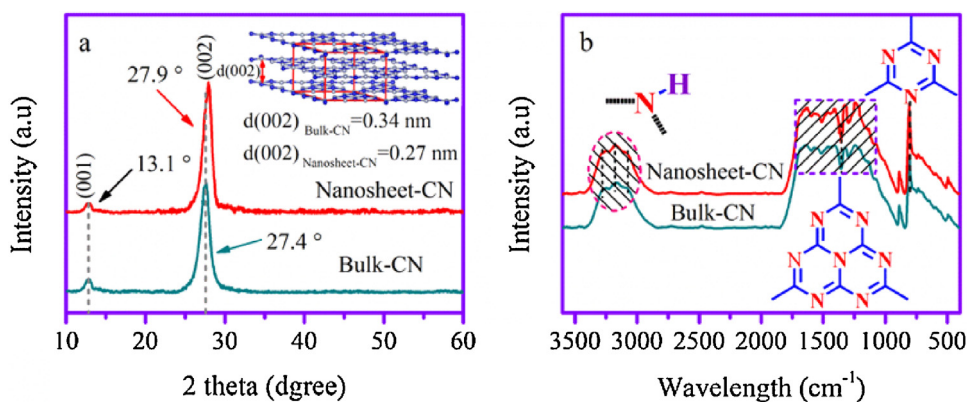 a
(002)
d(002)
27.9 °
d(002) Bulk-CN=0.34 nm
d(002) Nanosheet-CN=0.27 nm
(001)
13.1 °
Nanosheet-CN
27.4 °
Bulk-CN
Intensity (a.u)
10 20 30 40 50 60
2 theta (dgree)
b
N
H
N N
N
Nanosheet-CN
Bulk-CN
N N
N
N N
N N
Intensity (a.u)
3500 3000 2500 2000 1500 1000 500
Wavelength (cm-1)